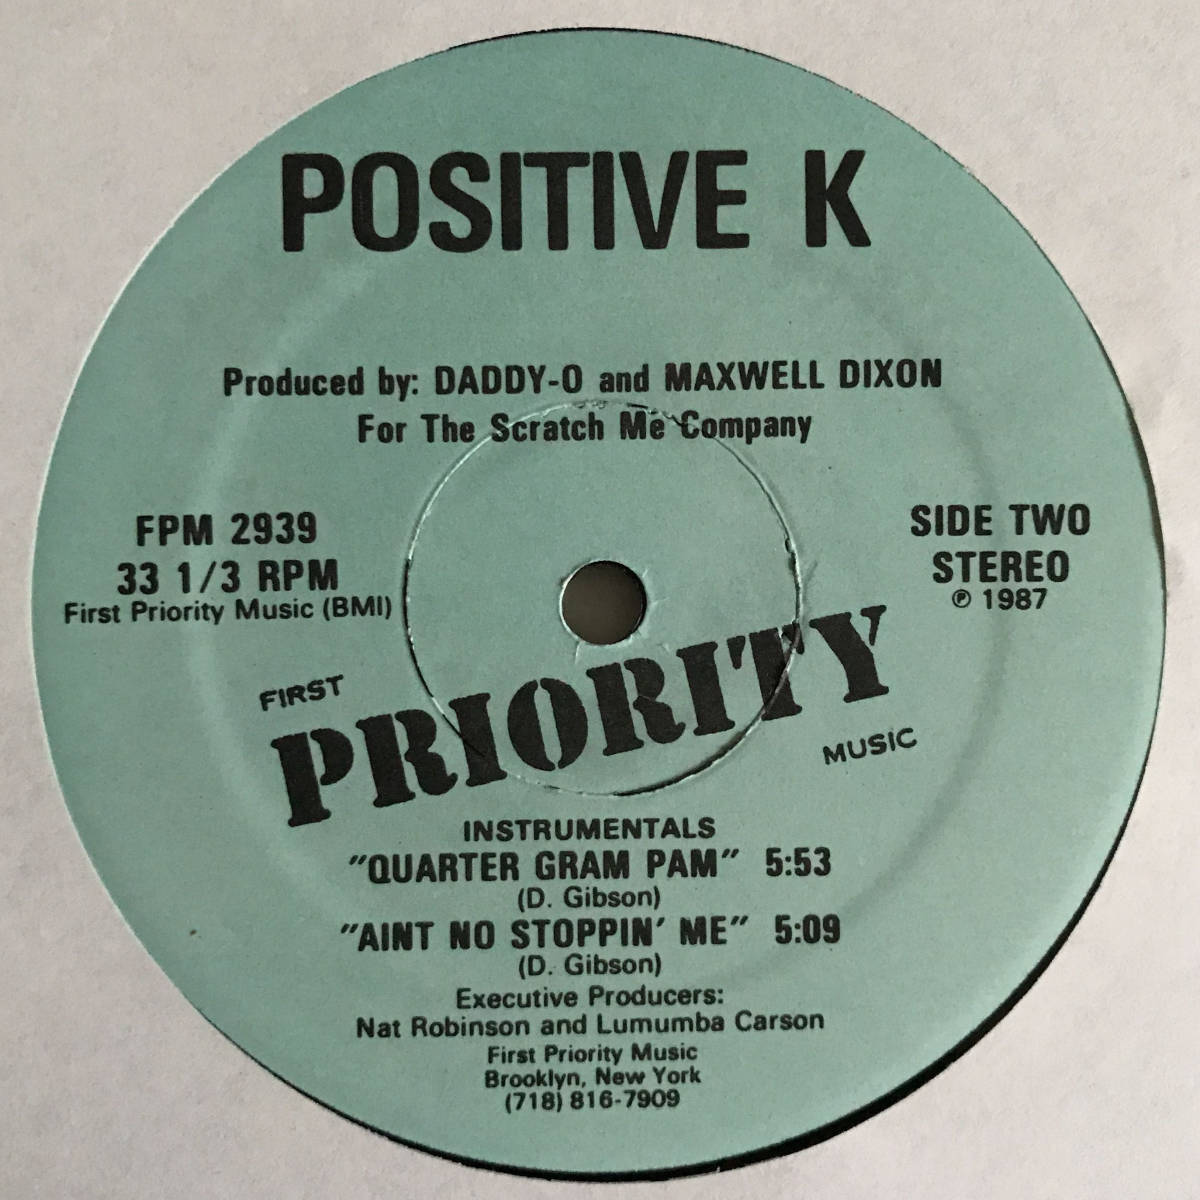 POSITIVE K
Produced by: DADDY-O and MAXWELL DIXON
For The Scratch Me Company
FPM 2939
33 1/3 RPM
First Priority Music (BMI)
SIDE TWO
STEREO
℗ 1987
FIRST
PRIORITY
MUSIC
INSTRUMENTALS
"QUARTER GRAM PAM" 5:53
(D. Gibson)
"AINT NO STOPPIN' ME" 5:09
(D. Gibson)
Executive Producers:
Nat Robinson and Lumumba Carson
First Priority Music
Brooklyn, New York
(718) 816-7909